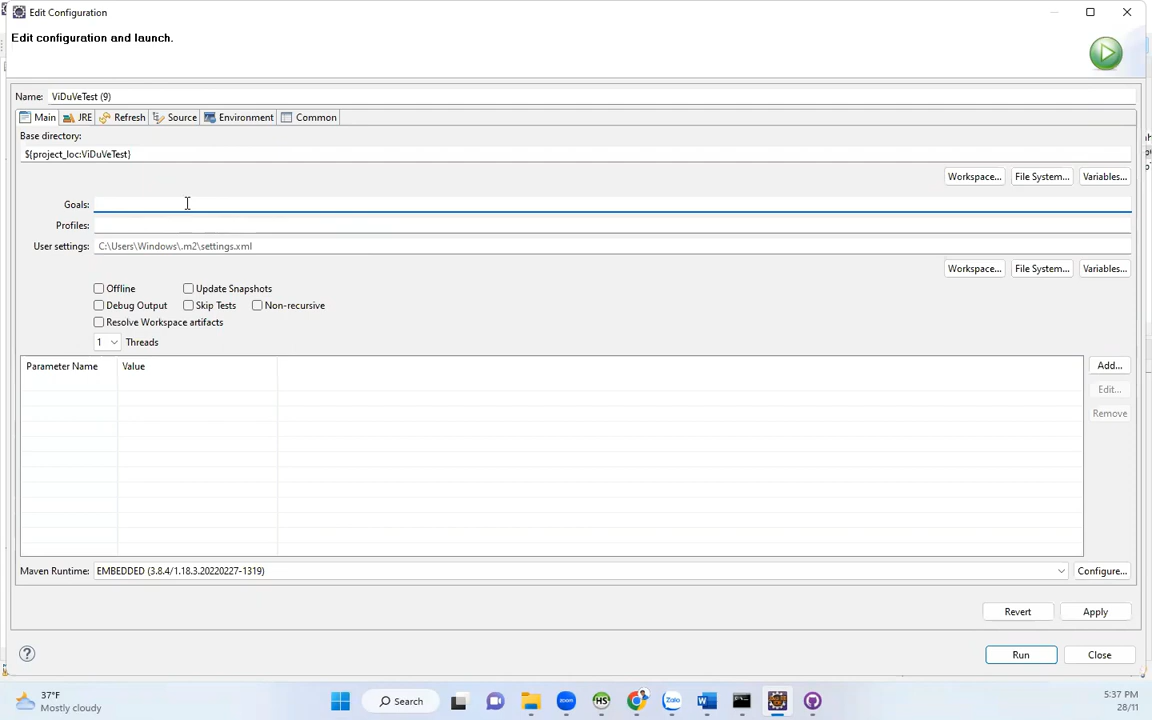 Edit Configuration
Edit configuration and launch.
Name: ViDuVeTest (9)
Main JRE Refresh Source Environment Common
Base directory:
${project_loc:ViDuVeTest}
Workspace... File System... Variables...
Goals:
Profiles:
User settings: C:\Users\Windows\.m2\settings.xml
Workspace... File System... Variables...
Offline Update Snapshots
Debug Output Skip Tests Non-recursive
Resolve Workspace artifacts
1 Threads
Parameter Name Value Add...
Edit...
Remove
Maven Runtime: EMBEDDED (3.8.4/1.18.3.20220227-1319) Configure...
Revert Apply
? Run Close
37°F
Mostly cloudy
Search
Zalo
5:37 PM
28/11